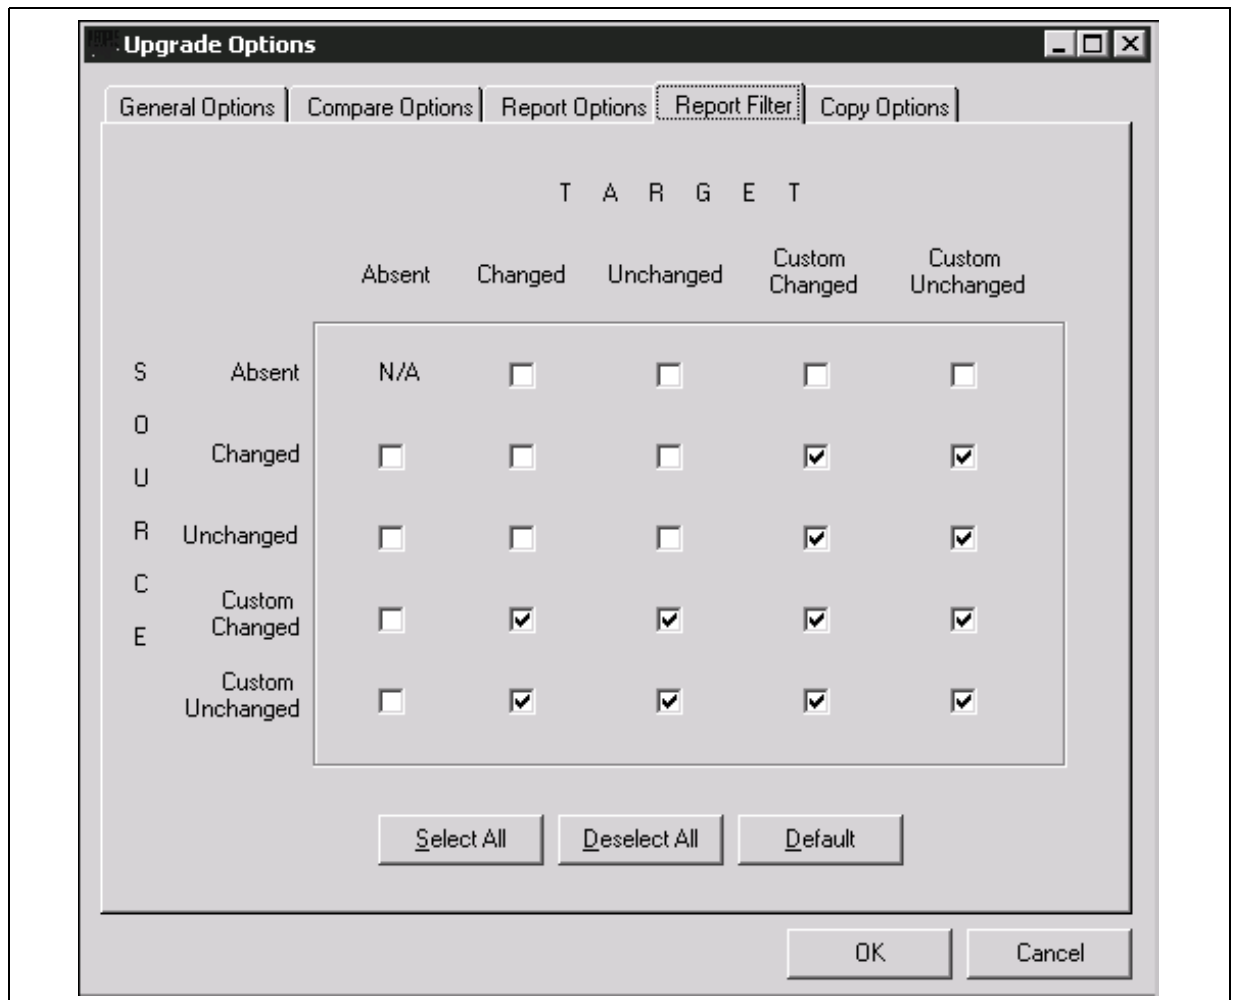 Upgrade Options
General Options Compare Options Report Options Report Filter Copy Options
T A R G E T
Absent Changed Unchanged Custom Changed Custom Unchanged
S O U R C E
Absent N/A
Changed
Unchanged
Custom Changed
Custom Unchanged
Select All Deselect All Default
OK Cancel